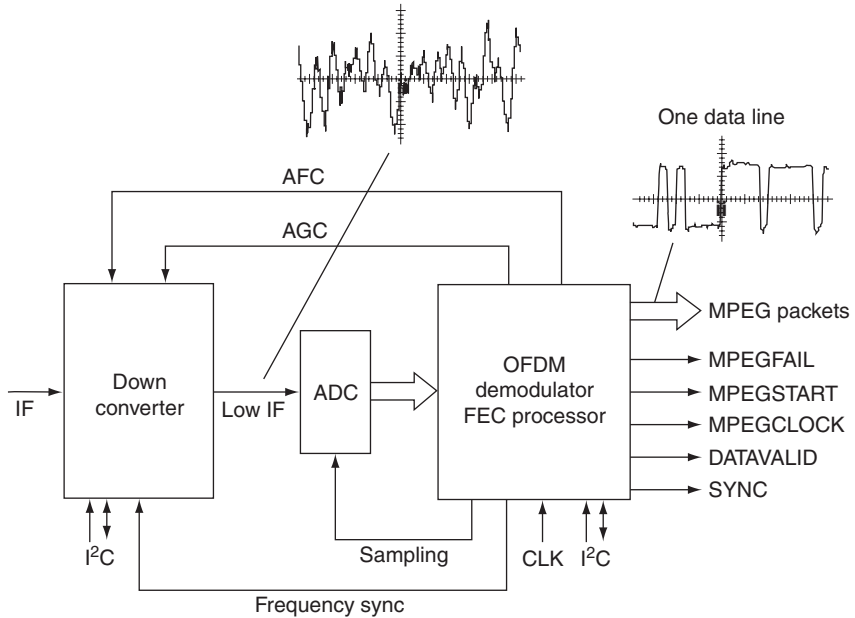 One data line
AFC
AGC
MPEG packets
OFDM
demodulator
FEC processor
MPEGFAIL
Down
converter
ADC
MPEGSTART
IF
Low IF
MPEGCLOCK
DATAVALID
SYNC
I²C
Sampling
CLK
I²C
Frequency sync